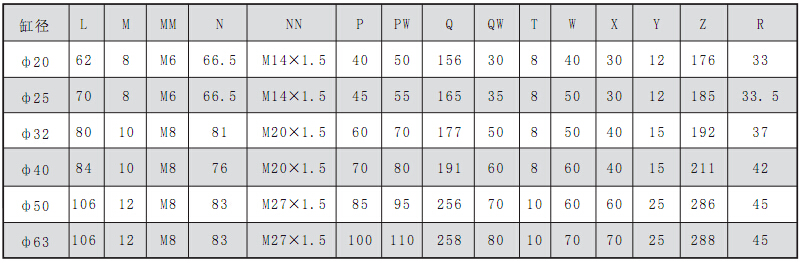 缸径 L M MM N NN P PW Q QW T W X Y Z R
φ20 62 8 M6 66.5 M14×1.5 40 50 156 30 8 40 30 12 176 33
φ25 70 8 M6 66.5 M14×1.5 45 55 165 35 8 50 30 12 185 33.5
φ32 80 10 M8 81 M20×1.5 60 70 177 50 8 50 40 15 192 37
φ40 84 10 M8 76 M20×1.5 70 80 191 60 8 60 40 15 211 42
φ50 106 12 M8 83 M27×1.5 85 95 256 70 10 60 60 25 286 45
φ63 106 12 M8 83 M27×1.5 100 110 258 80 10 70 70 25 288 45